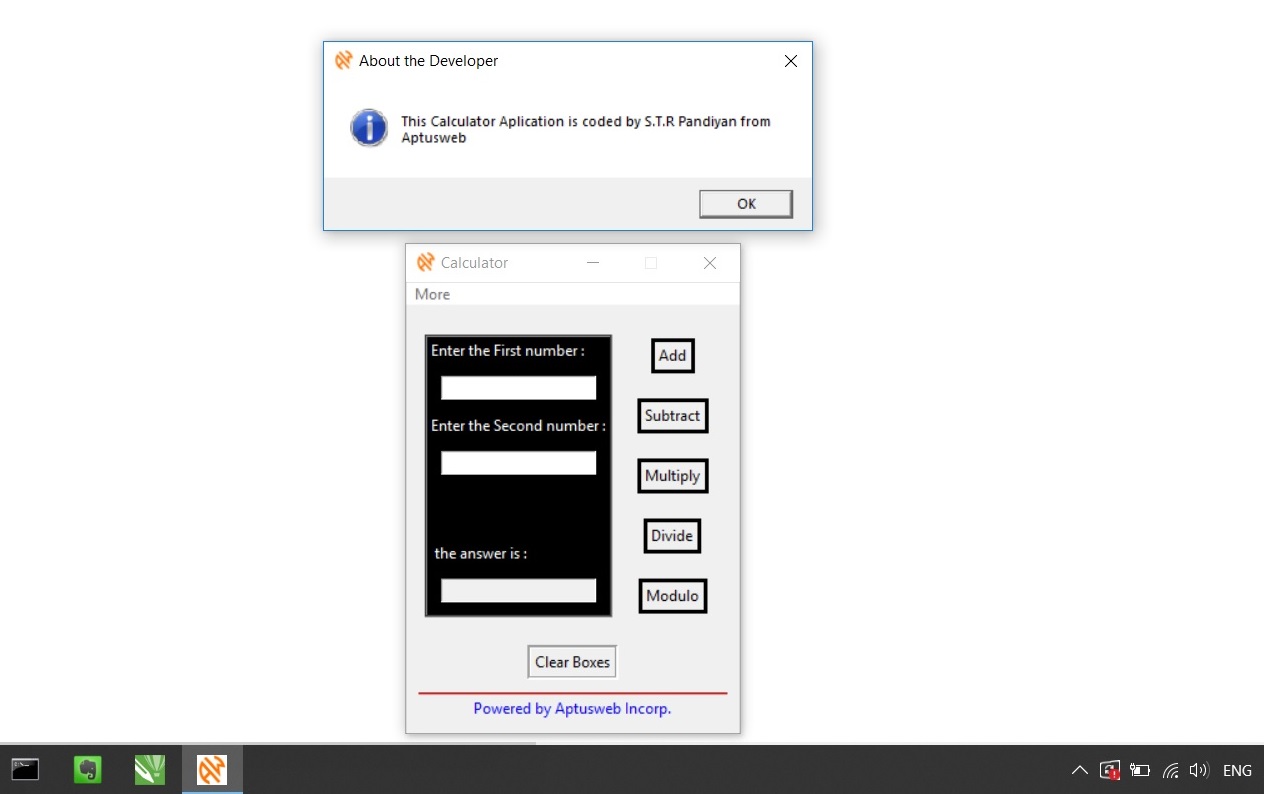 About the Developer
This Calculator Aplication is coded by S.T.R Pandiyan from
Aptusweb
OK
Calculator
More
Enter the First number :
Add
Enter the Second number :
Subtract
Multiply
Divide
the answer is :
Modulo
Clear Boxes
Powered by Aptusweb Incorp.
ENG